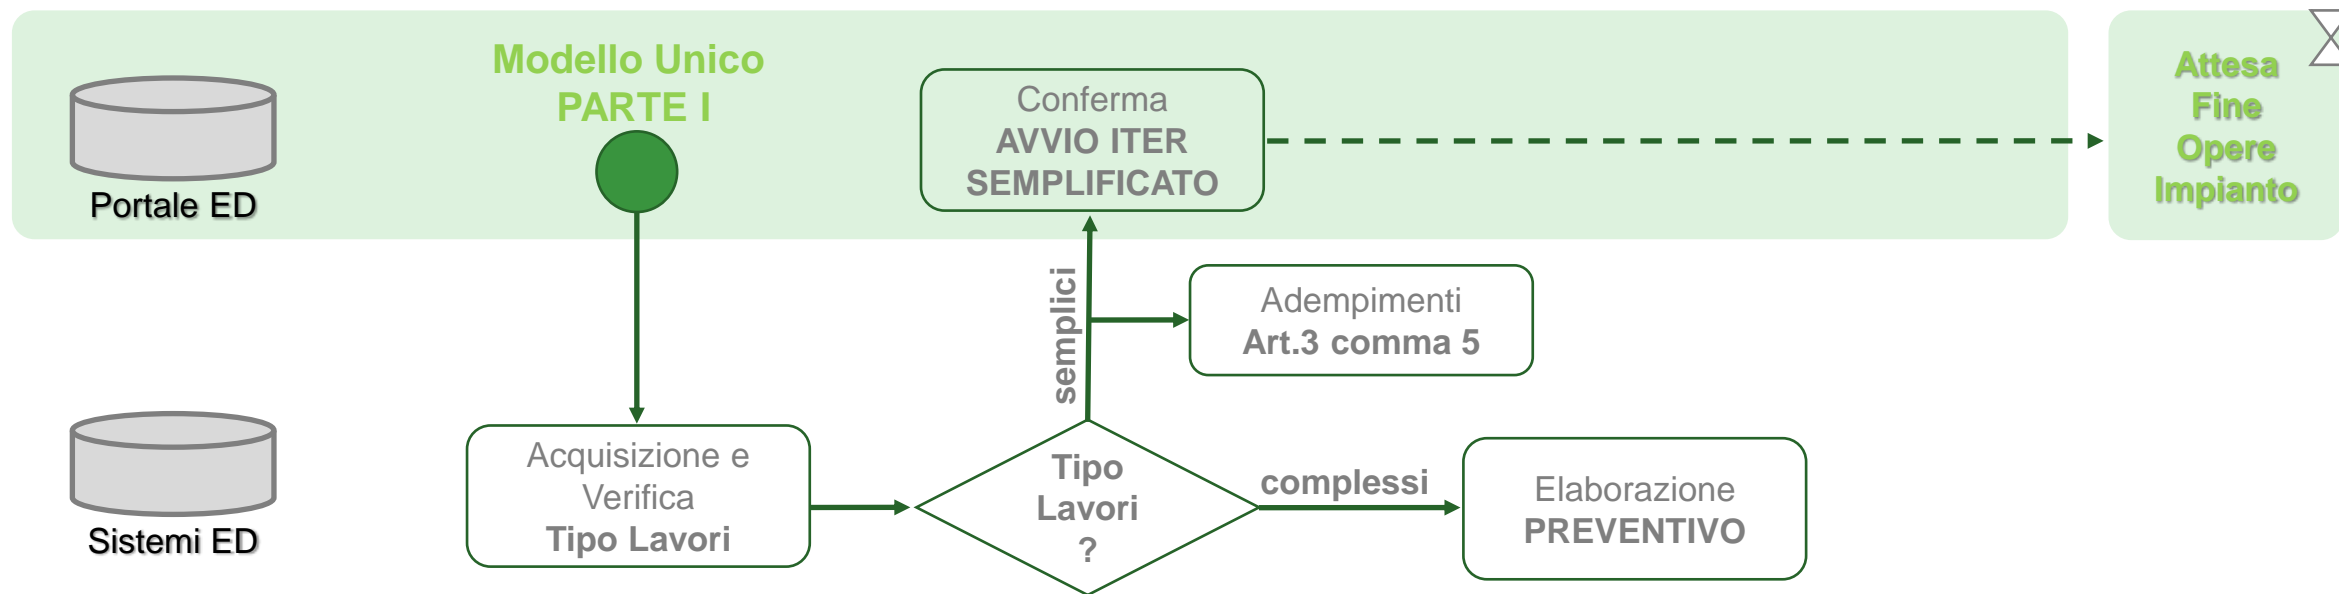 Modello Unico
PARTE I
Portale ED
Conferma
AVVIO ITER
SEMPLIFICATO
Attesa
Fine
Opere
Impianto
semplici
Adempimenti
Art.3 comma 5
Sistemi ED
Acquisizione e
Verifica
Tipo Lavori
Tipo
Lavori
?
complessi
Elaborazione
PREVENTIVO